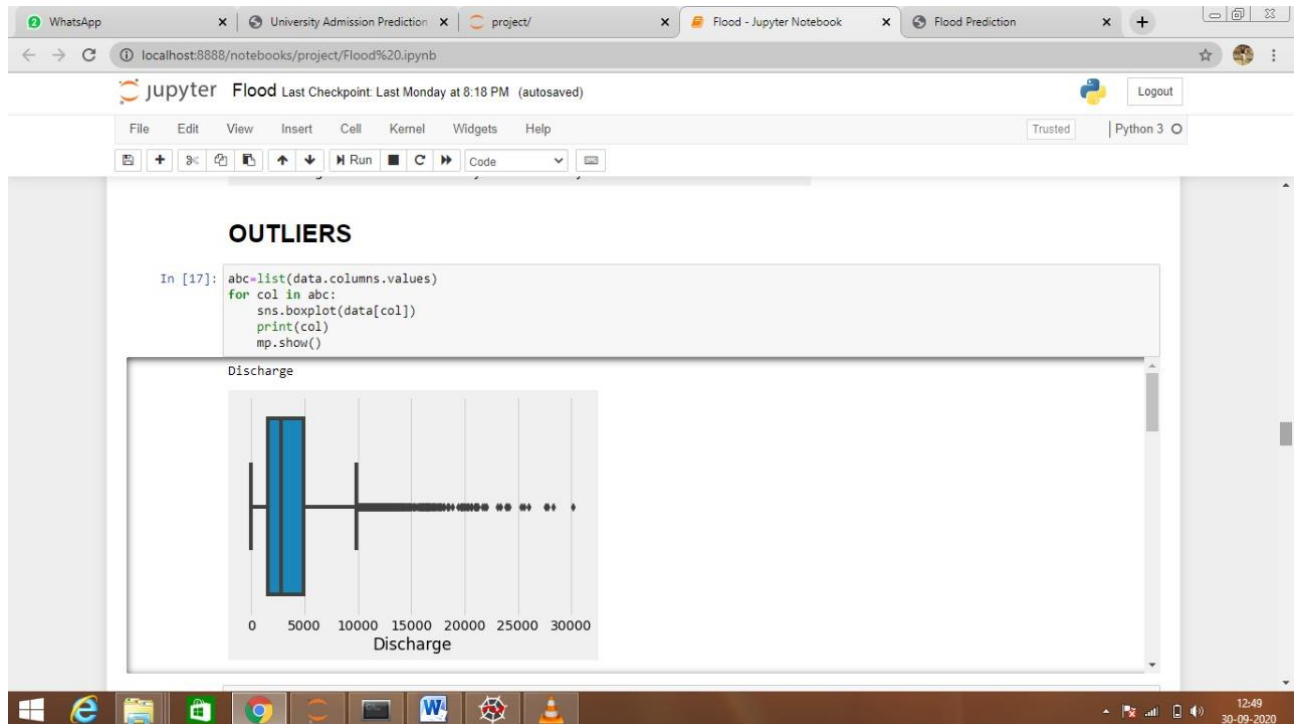 WhatsApp
University Admission Prediction
project/
Flood - Jupyter Notebook
Flood Prediction
localhost:8888/notebooks/project/Flood%20.ipynb
jupyter Flood Last Checkpoint: Last Monday at 8:18 PM (autosaved)
Logout
File Edit View Insert Cell Kernel Widgets Help
Trusted
Python 3
Run
Code
OUTLIERS
In [17]: abc=list(data.columns.values)
for col in abc:
    sns.boxplot(data[col])
    print(col)
    mp.show()
Discharge
0 5000 10000 15000 20000 25000 30000
Discharge
12:49
30-09-2020